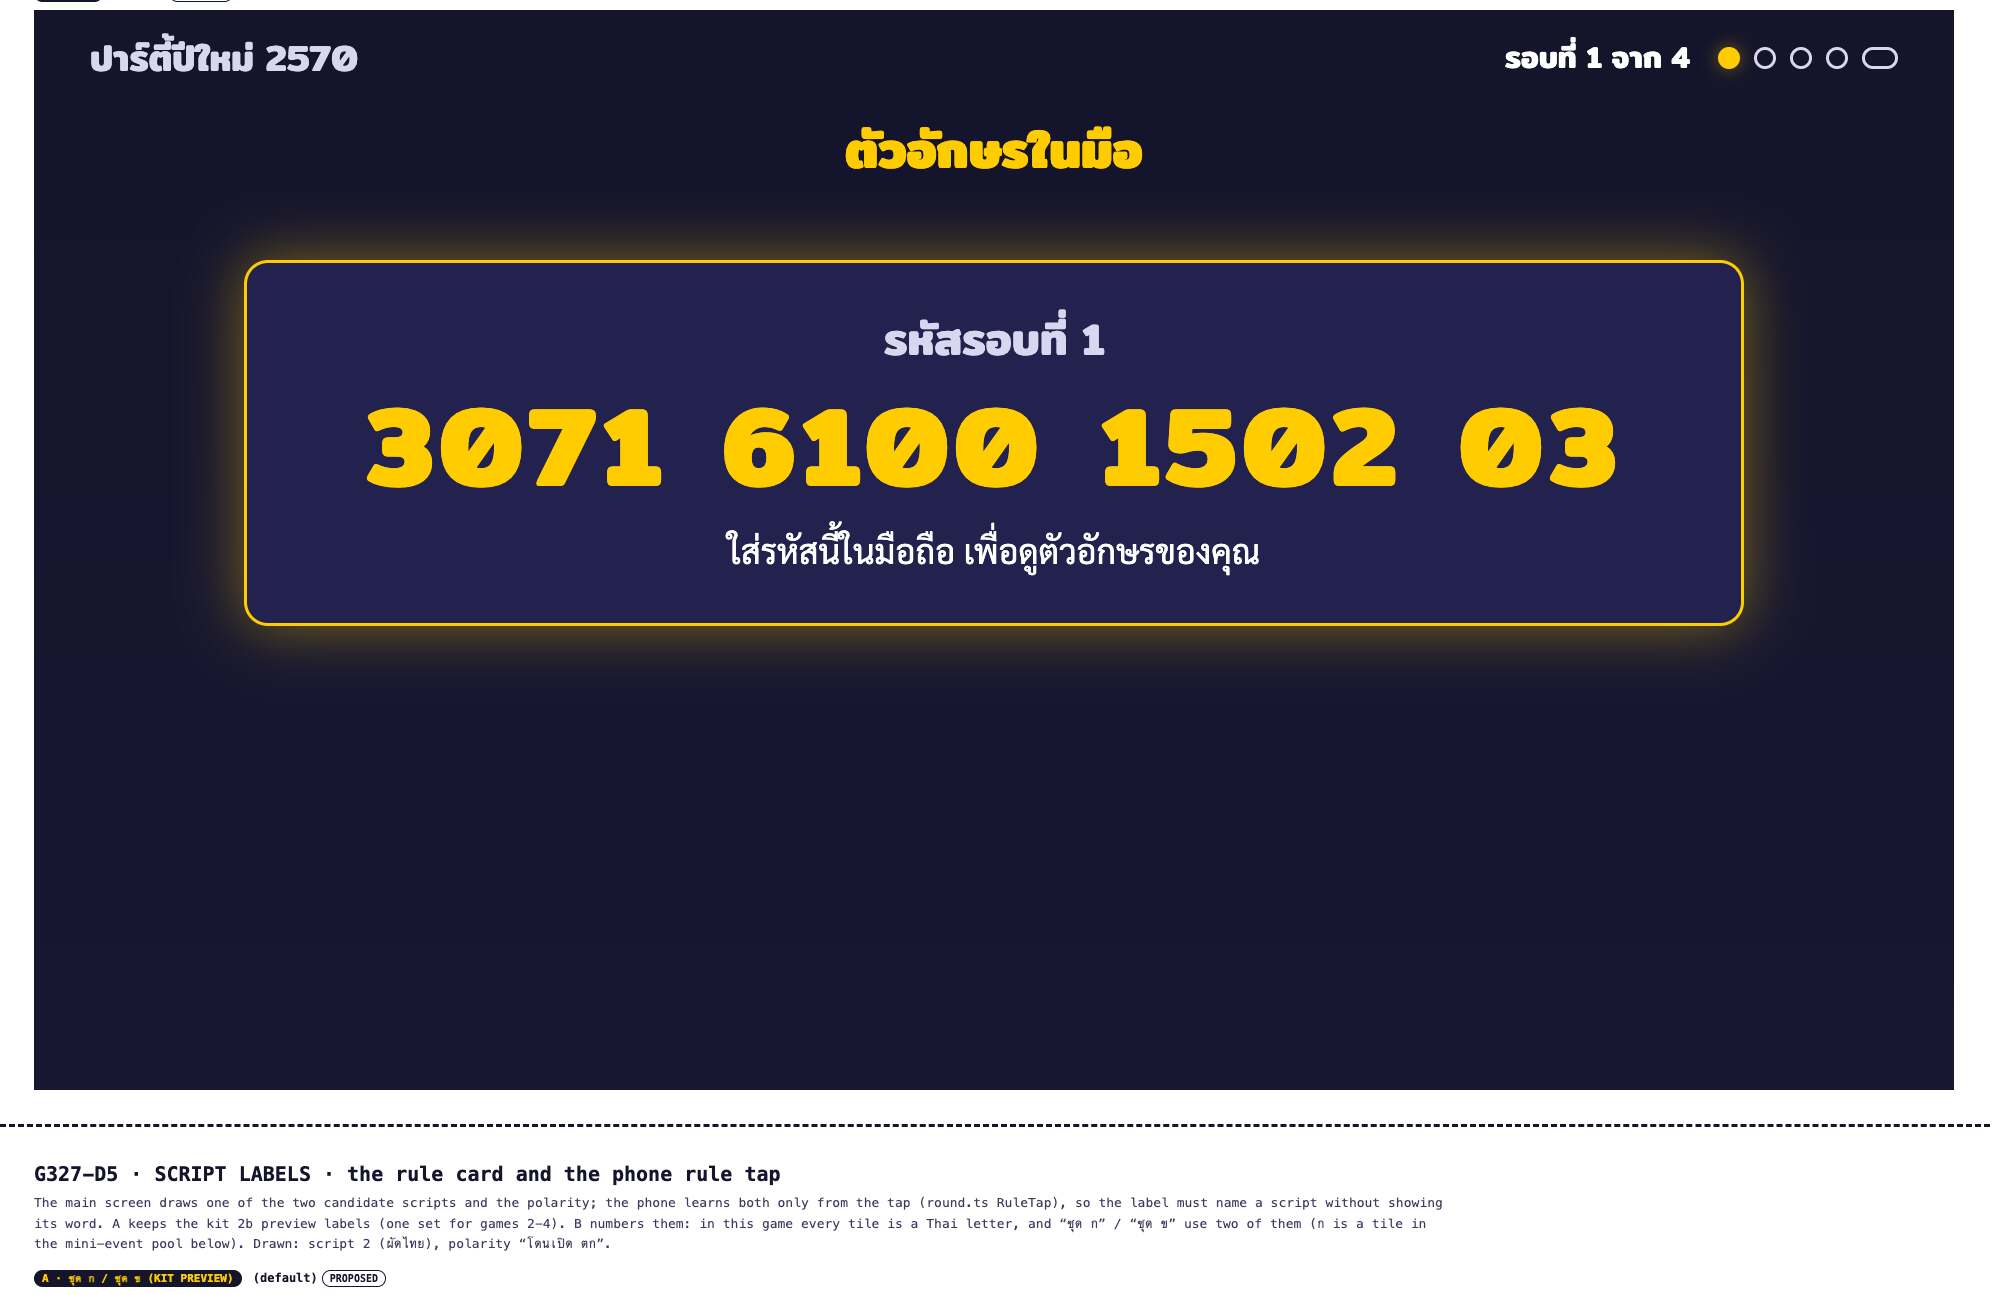 ปาร์ตี้ปีใหม่ 2570
รอบที่ 1 จาก 4
ตัวอักษรในมือ
รหัสรอบที่ 1
3071 6100 1502 03
ใส่รหัสนี้ในมือถือ เพื่อดูตัวอักษรของคุณ
G327–D5 · SCRIPT LABELS · the rule card and the phone rule tap
The main screen draws one of the two candidate scripts and the polarity; the phone learns both only from the tap (round.ts RuleTap), so the label must name a script without showing
its word. A keeps the kit 2b preview labels (one set for games 2–4). B numbers them: in this game every tile is a Thai letter, and “ชุด ก” / “ชุด ข” use two of them (ก is a tile in
the mini–event pool below). Drawn: script 2 (ผัดไทย), polarity “โดนเปิด ตก”.
A · ชุด ก / ชุด ข (KIT PREVIEW) (default) PROPOSED